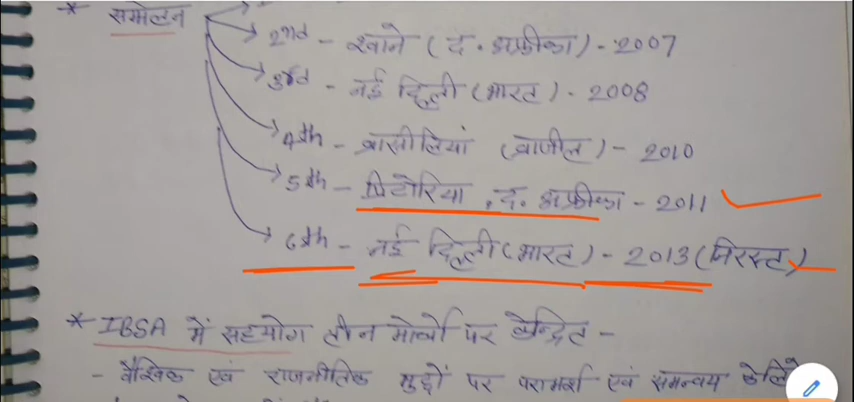 * सम्मेलन
2nd - श्वाने (द. अफ्रीका) - 2007
3rd - नई दिल्ली (भारत) - 2008
4th - ब्रासीलिया (ब्राजील) - 2010
5th - प्रिटोरिया, द. अफ्रीका - 2011
6th - नई दिल्ली (भारत) - 2013 (निरस्त)
* IBSA में सहयोग तीन मोर्चों पर केन्द्रित -
- वैश्विक एवं राजनीतिक मुद्दों पर परामर्श एवं समन्वय के लिये